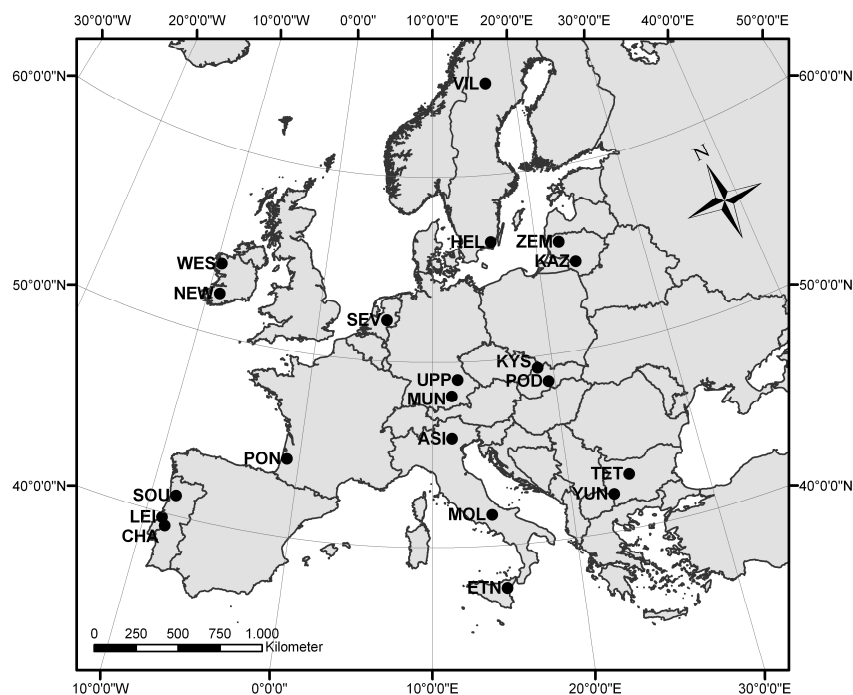 30°0'0"W 20°0'0"W 10°0'0"W 0°0'0" 10°0'0"E 20°0'0"E 30°0'0"E 40°0'0"E 50°0'0"E
60°0'0"N 60°0'0"N
VIL
N
HEL ZEM
KAZ
WES
50°0'0"N 50°0'0"N
NEW
SEV
KYS
UPP POD
MUN
ASI
PON
TET
40°0'0"N 40°0'0"N
SOU YUN
LEI MOL
CHA
ETN
0 250 500 750 1.000
Kilometer
10°0'0"W 0°0'0" 10°0'0"E 20°0'0"E 30°0'0"E